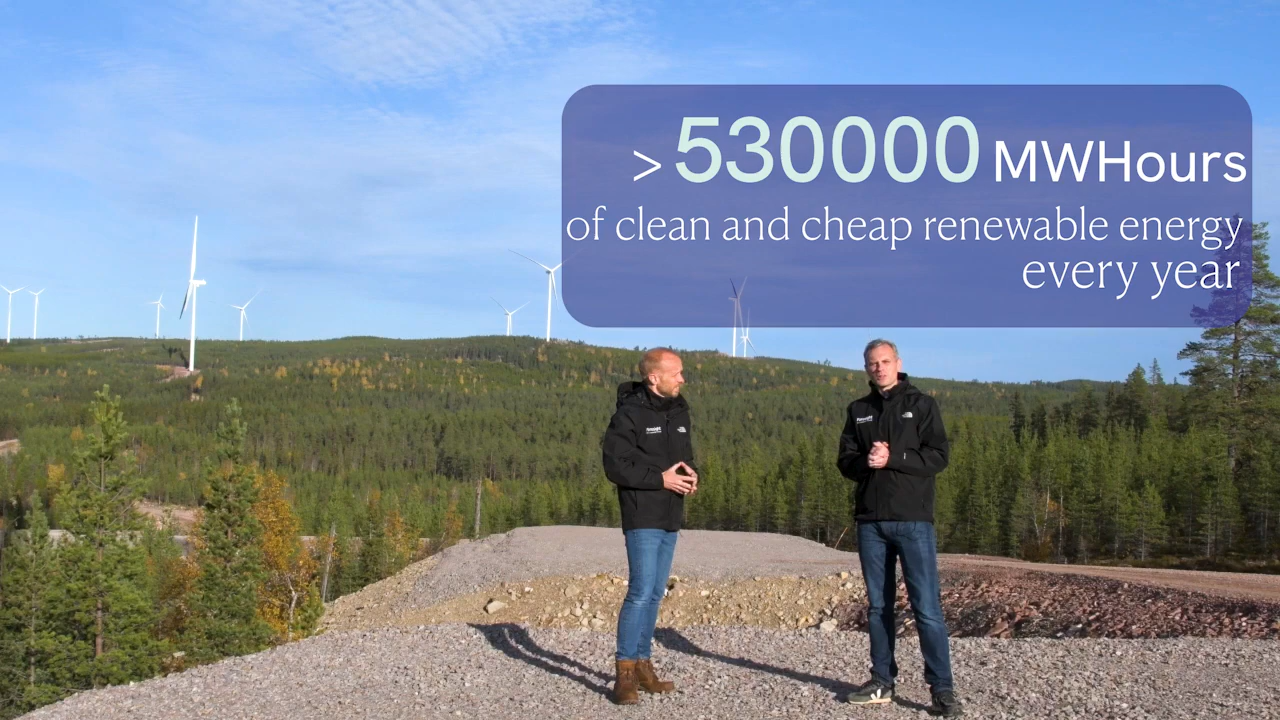 > 530000 MWHours
of clean and cheap renewable energy
every year